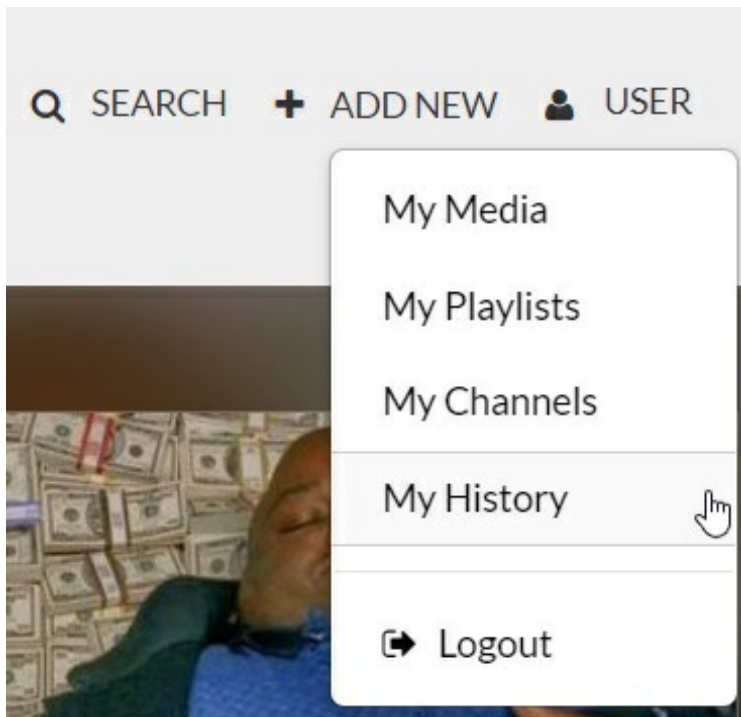 SEARCH ADD NEW USER
My Media
My Playlists
My Channels
My History
Logout